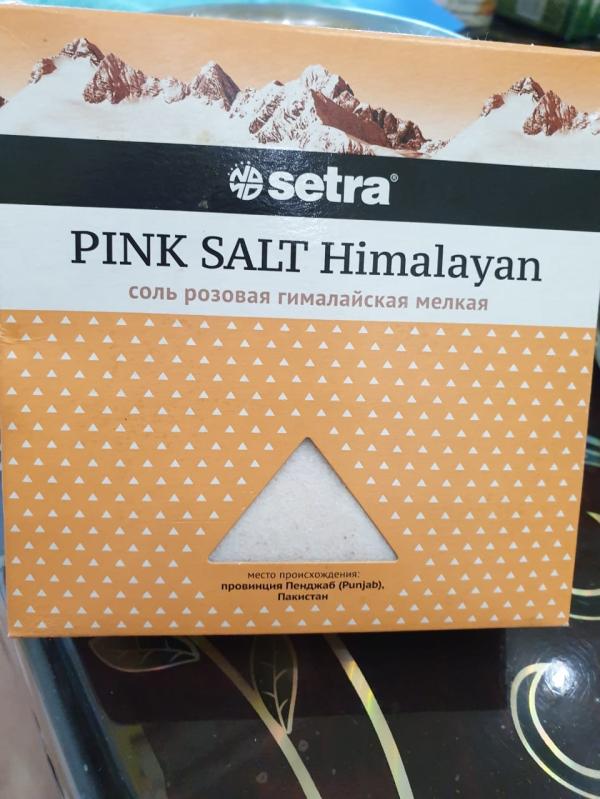 setra®
PINK SALT Himalayan
соль розовая гималайская мелкая
место происхождения:
провинция Пенджаб (Punjab),
Пакистан